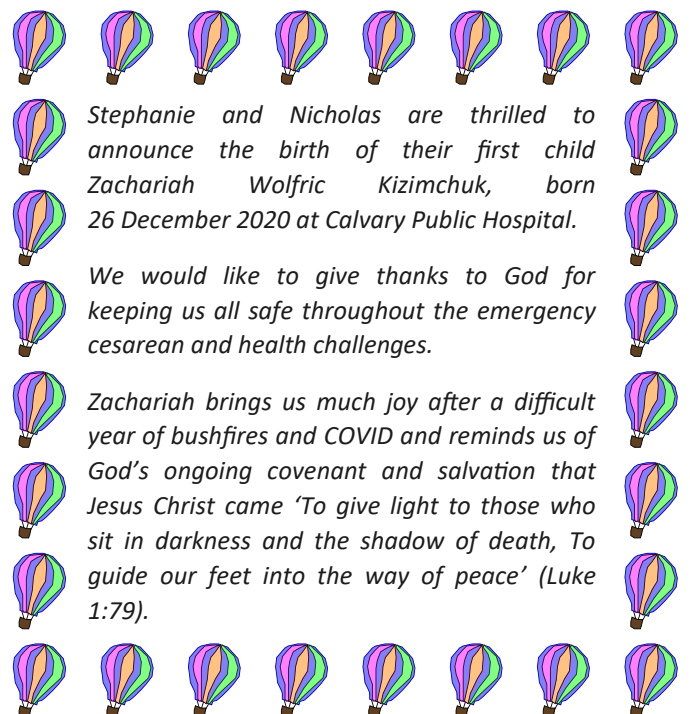 Stephanie and Nicholas are thrilled to
announce the birth of their first child
Zachariah Wolfric Kizimchuk, born
26 December 2020 at Calvary Public Hospital.
We would like to give thanks to God for
keeping us all safe throughout the emergency
cesarean and health challenges.
Zachariah brings us much joy after a difficult
year of bushfires and COVID and reminds us of
God’s ongoing covenant and salvation that
Jesus Christ came ‘To give light to those who
sit in darkness and the shadow of death, To
guide our feet into the way of peace’ (Luke
1:79).